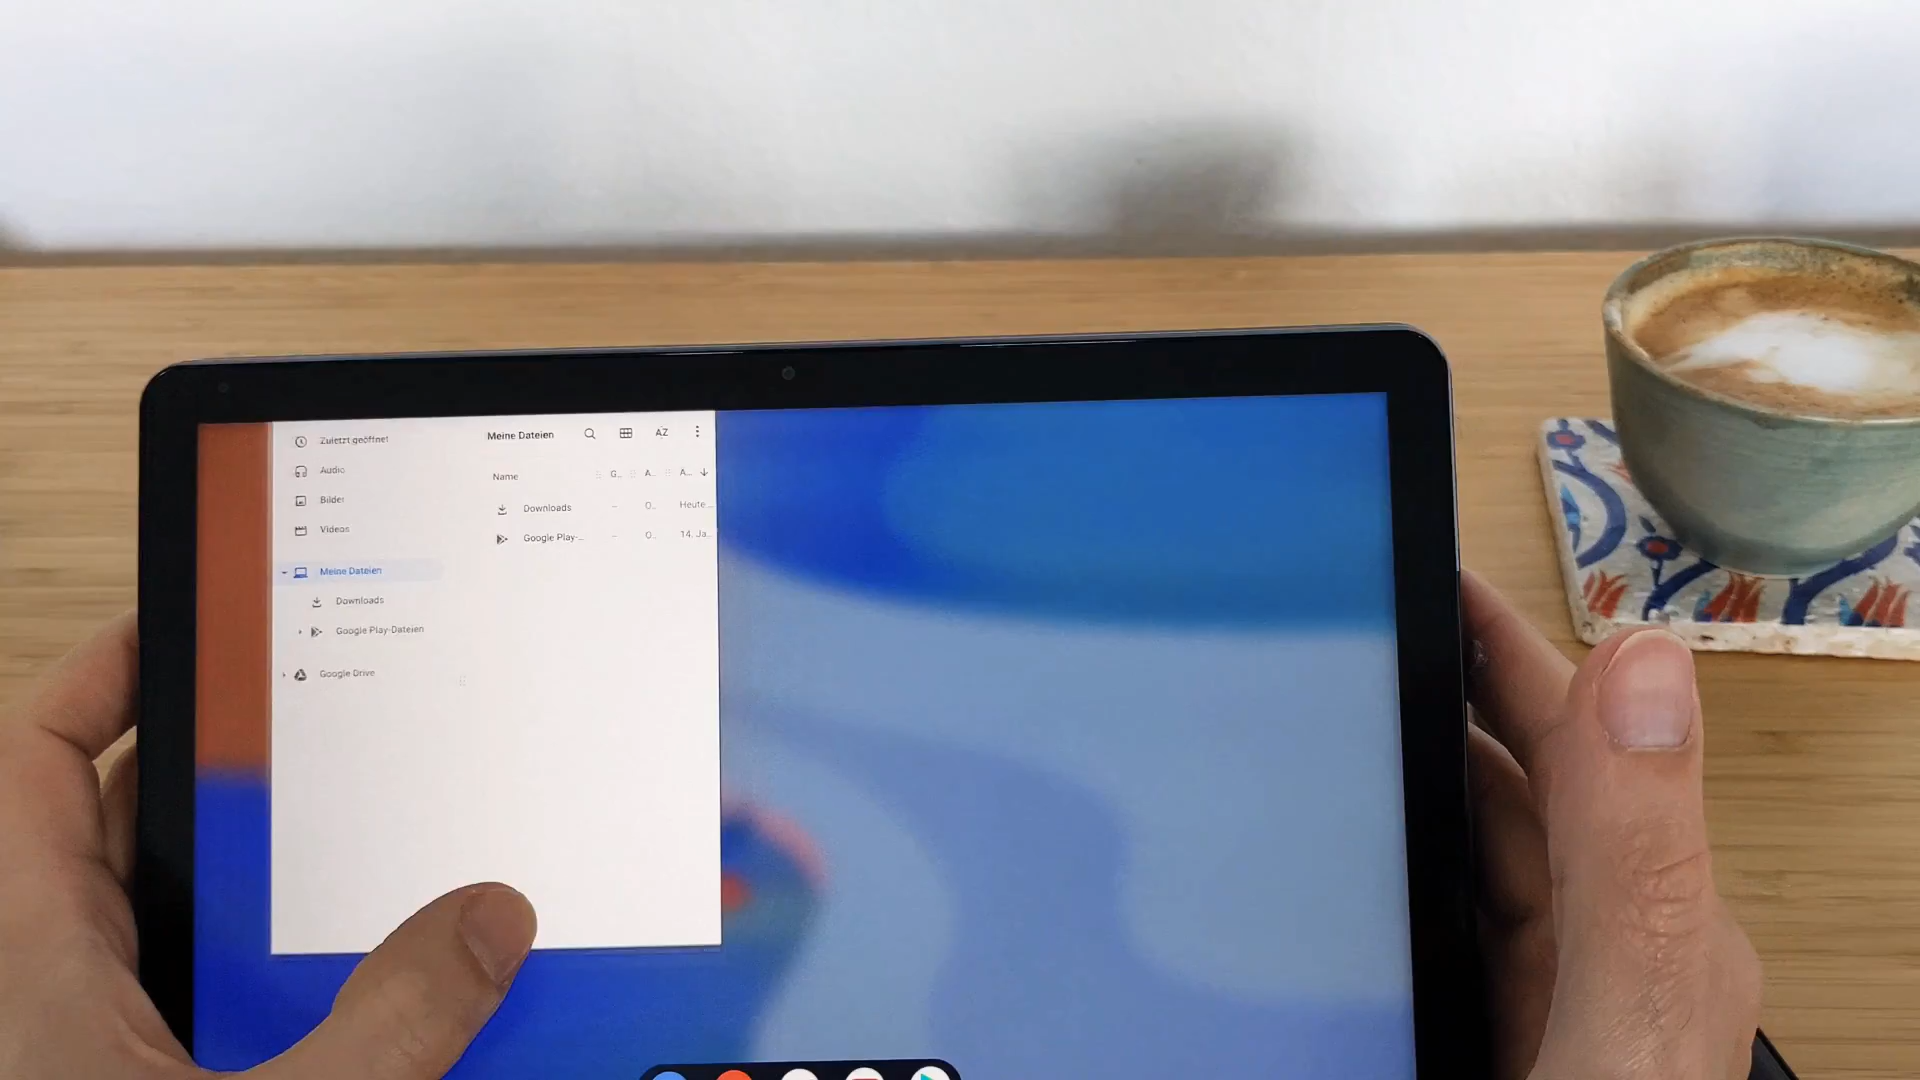 Zuletzt geöffnet
Audio
Bilder
Videos
Meine Dateien
Downloads
Google Play-Dateien
Google Drive
Meine Dateien
AZ
Name G... A... A...
Downloads – O... Heute...
Google Play-... – O... 14. Ja...